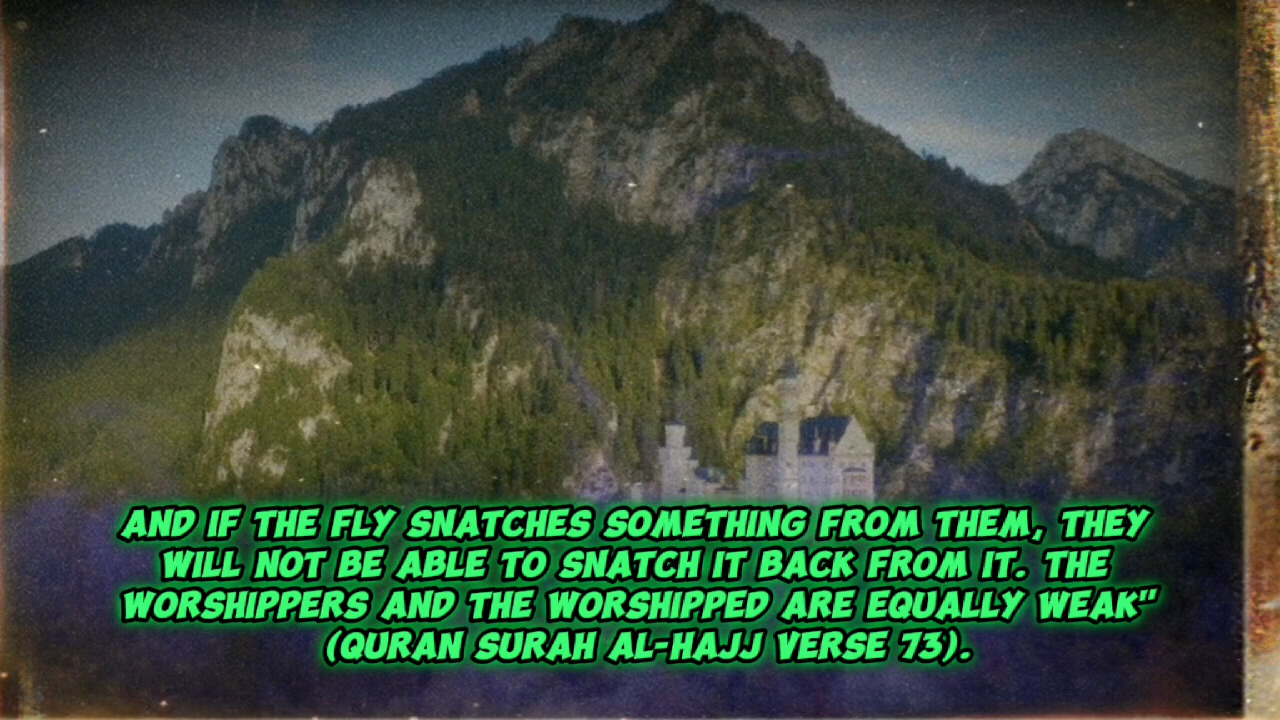 AND IF THE FLY SNATCHES SOMETHING FROM THEM, THEY
WILL NOT BE ABLE TO SNATCH IT BACK FROM IT. THE
WORSHIPPERS AND THE WORSHIPPED ARE EQUALLY WEAK"
(QURAN SURAH AL-HAJJ VERSE 73).